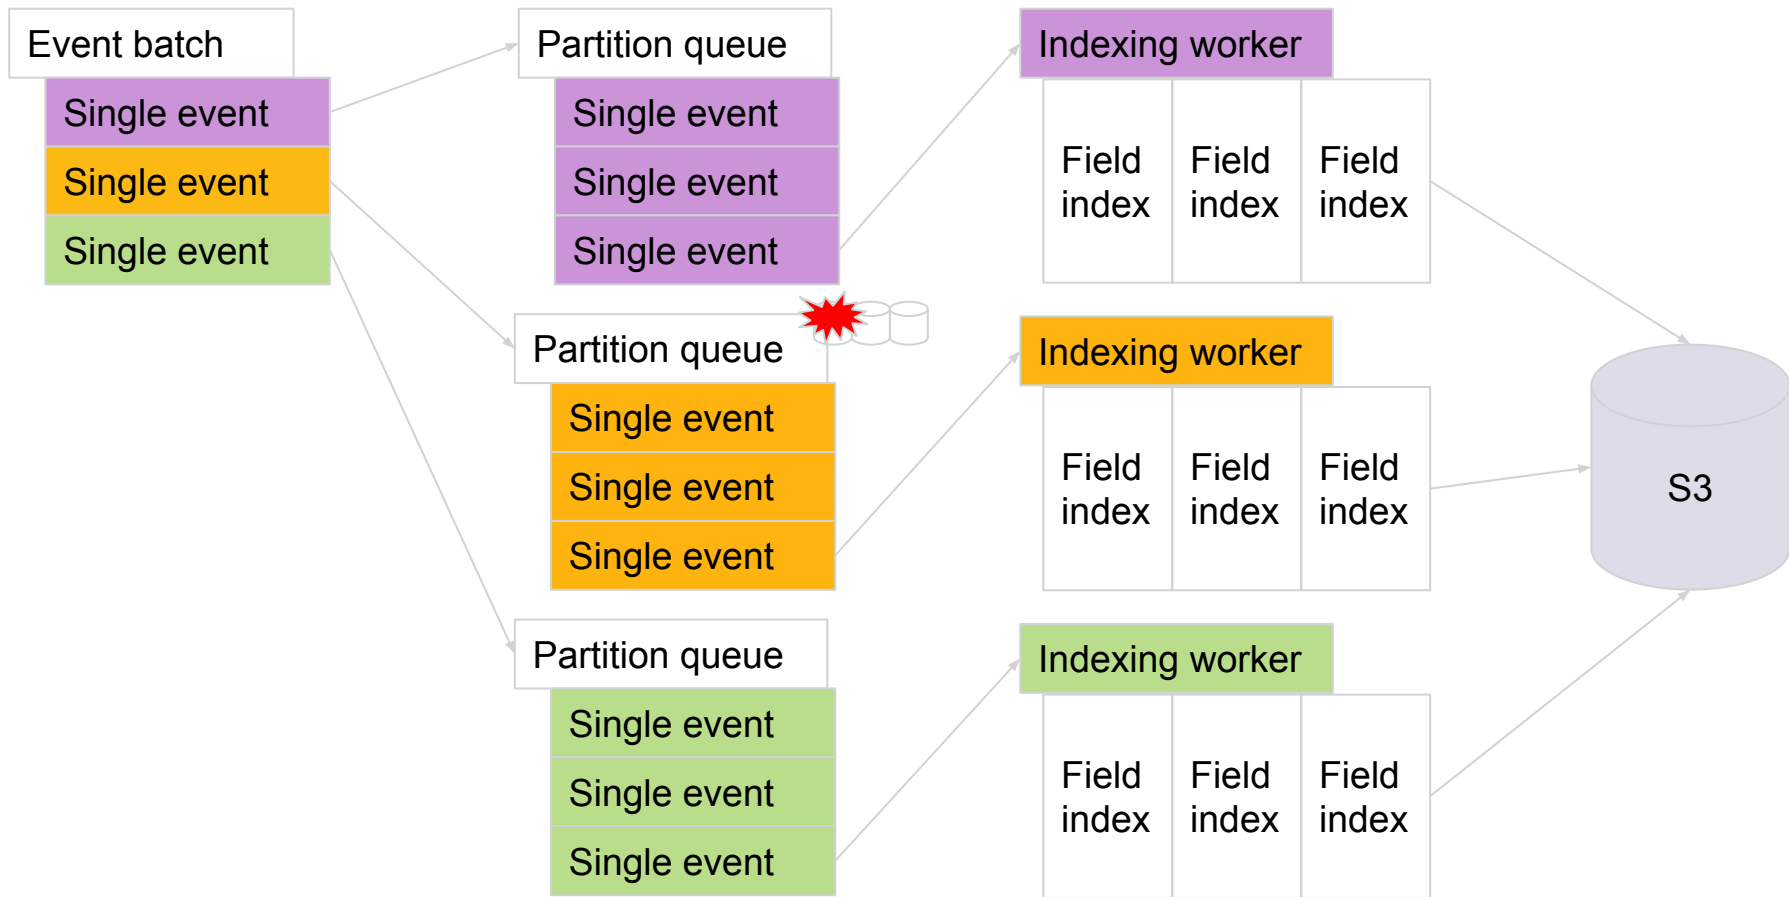 Event batch
Single event
Single event
Single event
Partition queue
Single event
Single event
Single event
Partition queue
Single event
Single event
Single event
Partition queue
Single event
Single event
Single event
Indexing worker
Field
index
Field
index
Field
index
Indexing worker
Field
index
Field
index
Field
index
Indexing worker
Field
index
Field
index
Field
index
S3